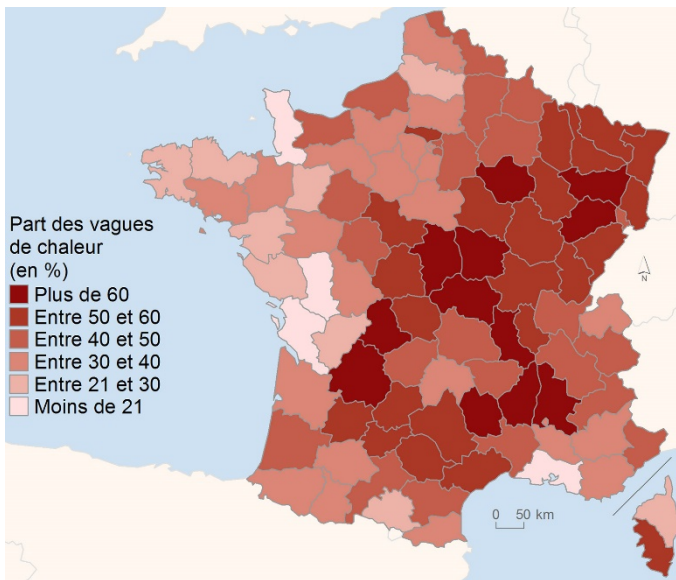 Part des vagues
de chaleur
(en %)
Plus de 60
Entre 50 et 60
Entre 40 et 50
Entre 30 et 40
Entre 21 et 30
Moins de 21
N
0 50 km